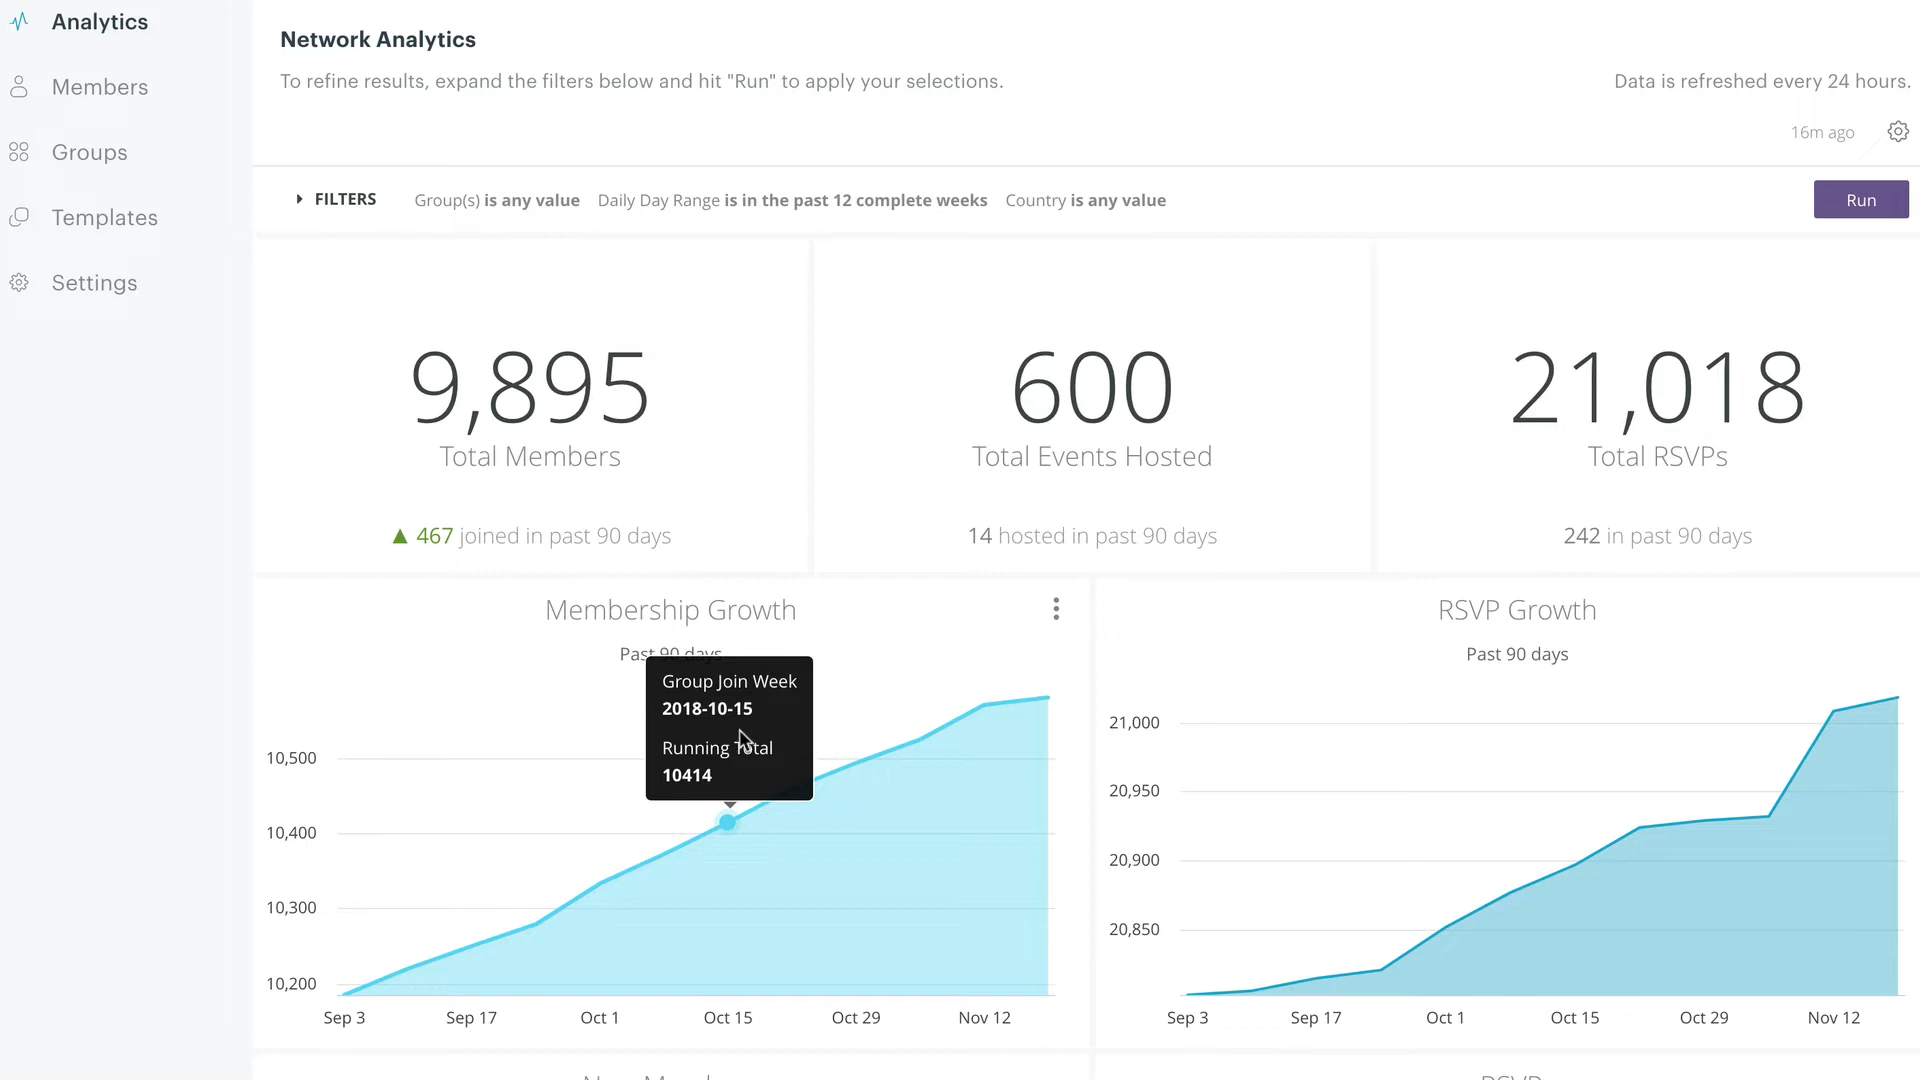 Analytics
Members
Groups
Templates
Settings
Network Analytics
To refine results, expand the filters below and hit "Run" to apply your selections.
Data is refreshed every 24 hours.
16m ago
FILTERS
Group(s) is any value
Daily Day Range is in the past 12 complete weeks
Country is any value
Run
9,895
Total Members
▲ 467 joined in past 90 days
600
Total Events Hosted
14 hosted in past 90 days
21,018
Total RSVPs
242 in past 90 days
Membership Growth
Past 90 days
Group Join Week
2018-10-15
Running Total
10414
10,500
10,400
10,300
10,200
Sep 3
Sep 17
Oct 1
Oct 15
Oct 29
Nov 12
RSVP Growth
Past 90 days
21,000
20,950
20,900
20,850
Sep 3
Sep 17
Oct 1
Oct 15
Oct 29
Nov 12